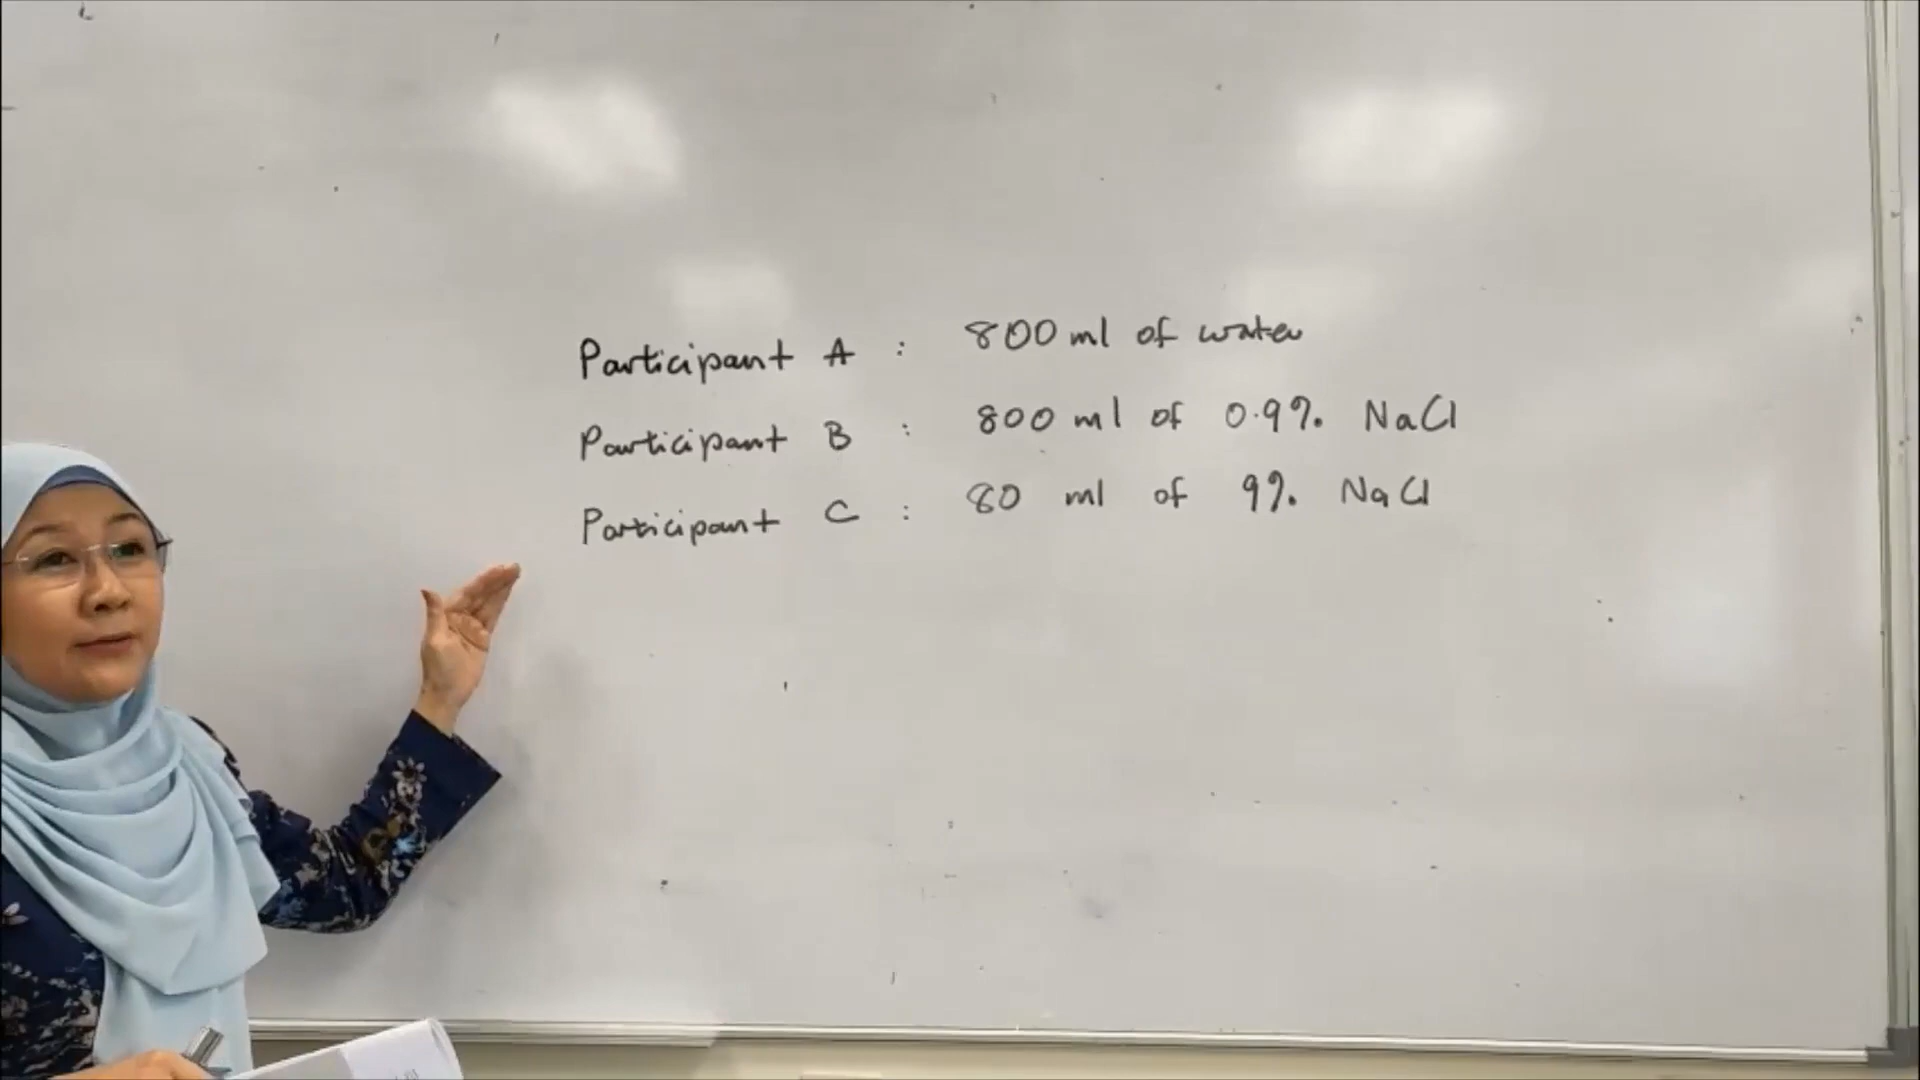 Participant A : 800 ml of water
Participant B : 800 ml of 0.9% NaCl
Participant C : 80 ml of 9% NaCl